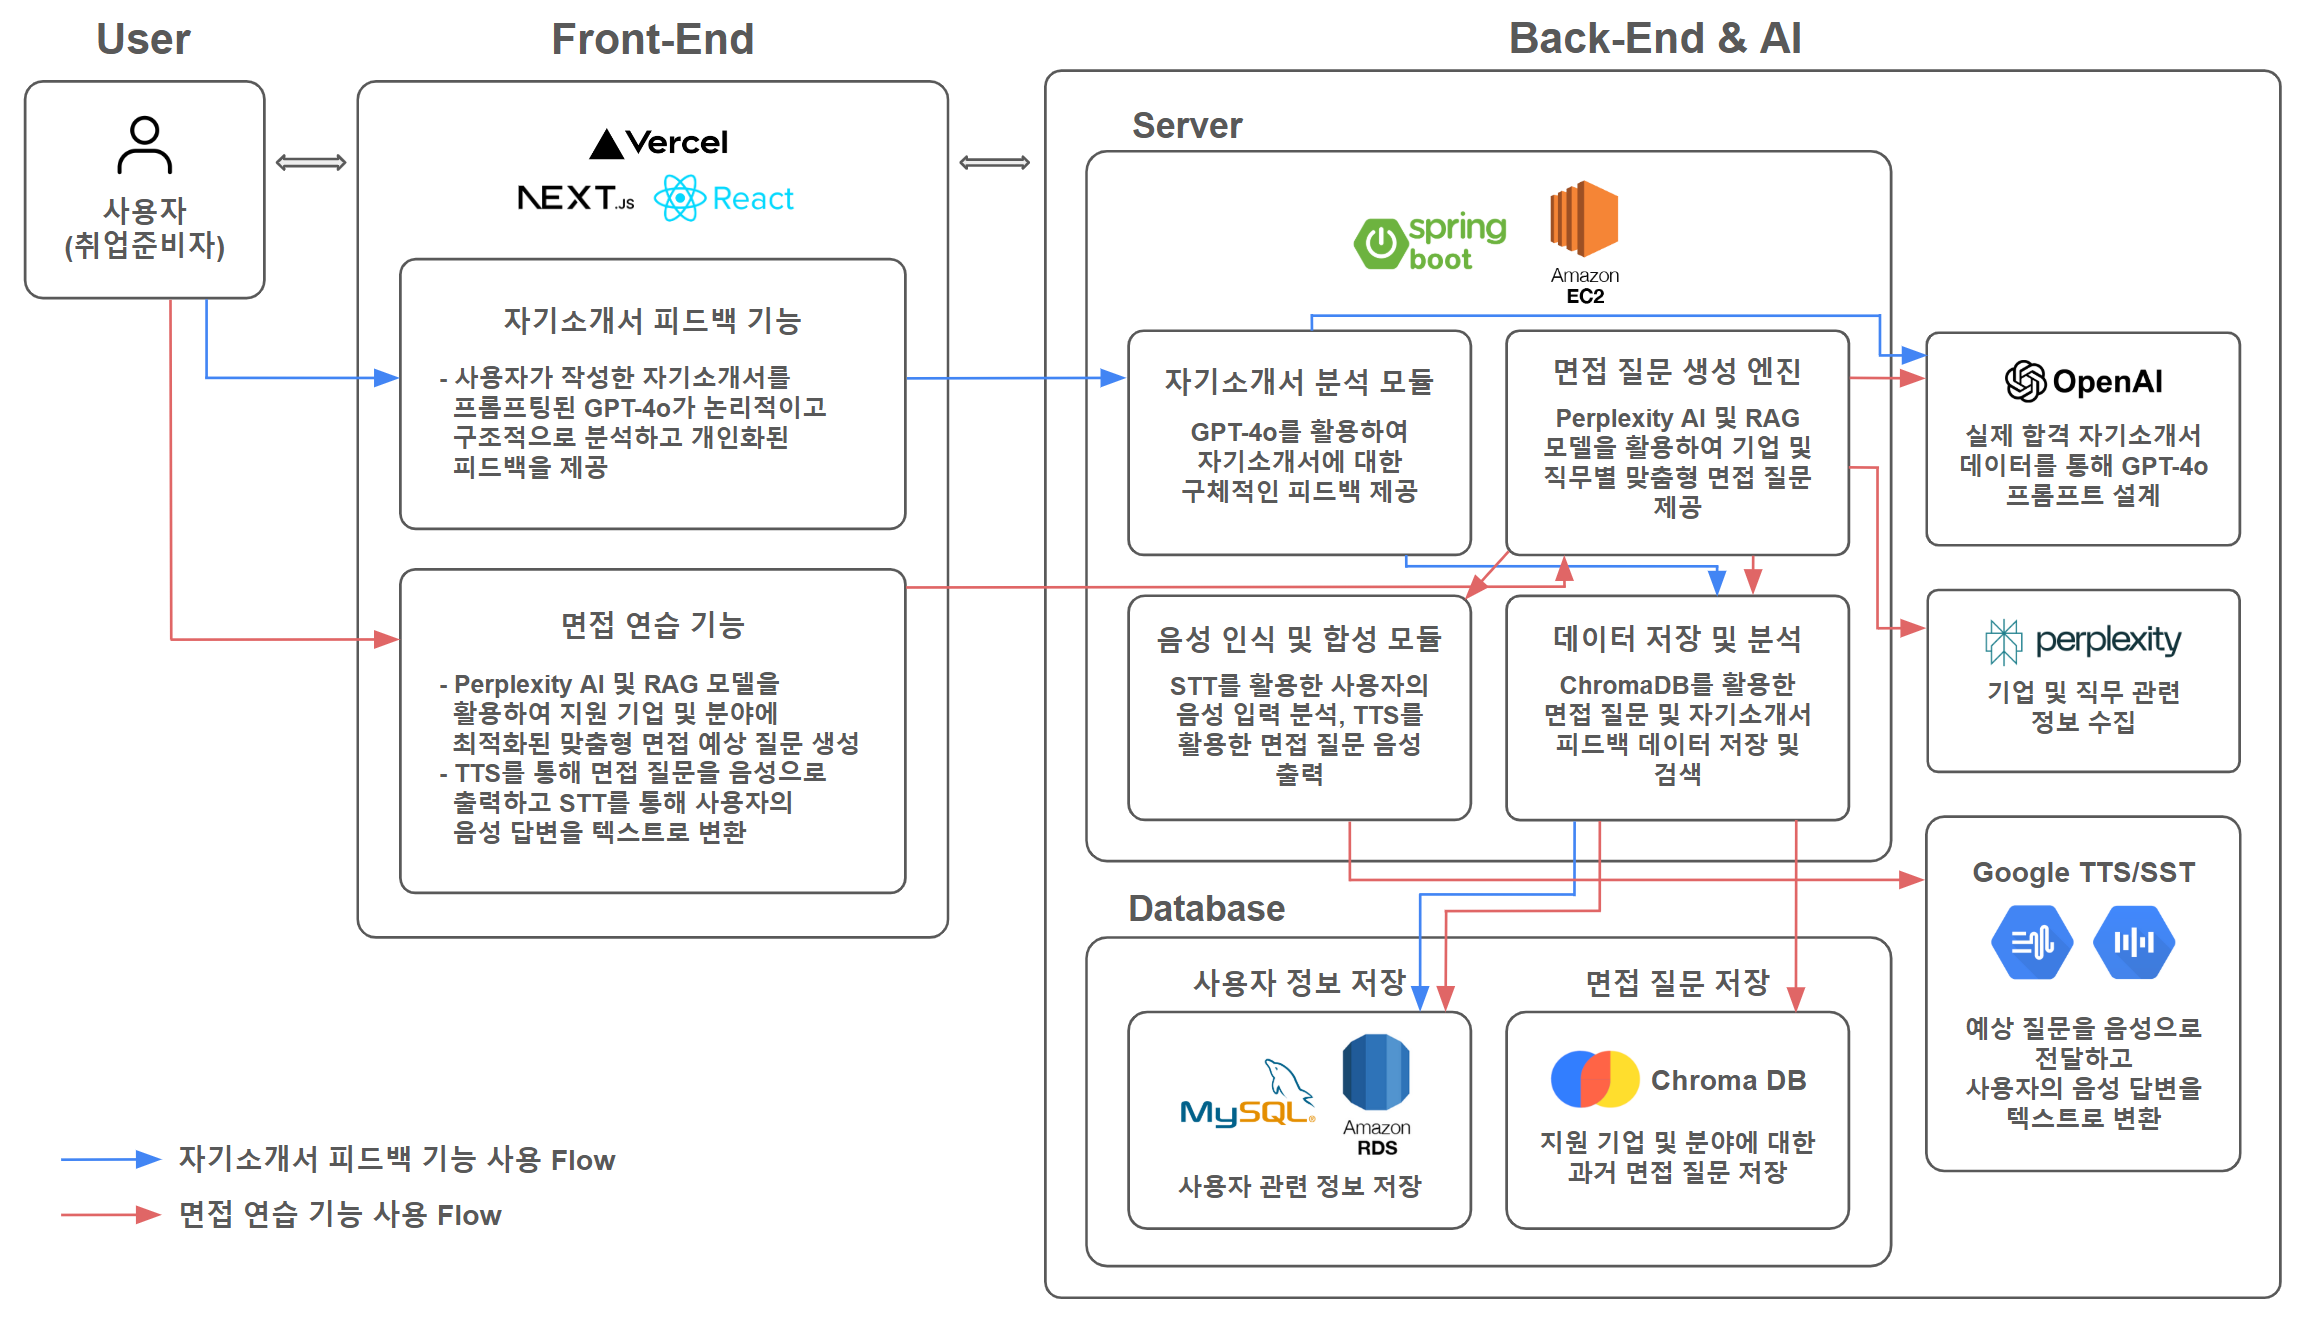 User
Front-End
Back-End & AI
사용자
(취업준비자)
Vercel
NEXT.JS
React
자기소개서 피드백 기능
- 사용자가 작성한 자기소개서를
프롬프팅된 GPT-4o가 논리적이고
구조적으로 분석하고 개인화된
피드백을 제공
면접 연습 기능
- Perplexity AI 및 RAG 모델을
활용하여 지원 기업 및 분야에
최적화된 맞춤형 면접 예상 질문 생성
- TTS를 통해 면접 질문을 음성으로
출력하고 STT를 통해 사용자의
음성 답변을 텍스트로 변환
Server
spring
boot
Amazon
EC2
자기소개서 분석 모듈
GPT-4o를 활용하여
자기소개서에 대한
구체적인 피드백 제공
면접 질문 생성 엔진
Perplexity AI 및 RAG
모델을 활용하여 기업 및
직무별 맞춤형 면접 질문
제공
음성 인식 및 합성 모듈
STT를 활용한 사용자의
음성 입력 분석, TTS를
활용한 면접 질문 음성
출력
데이터 저장 및 분석
ChromaDB를 활용한
면접 질문 및 자기소개서
피드백 데이터 저장 및
검색
OpenAI
실제 합격 자기소개서
데이터를 통해 GPT-4o
프롬프트 설계
perplexity
기업 및 직무 관련
정보 수집
Google TTS/SST
예상 질문을 음성으로
전달하고
사용자의 음성 답변을
텍스트로 변환
Database
사용자 정보 저장
MySQL®
Amazon
RDS
사용자 관련 정보 저장
면접 질문 저장
Chroma DB
지원 기업 및 분야에 대한
과거 면접 질문 저장
자기소개서 피드백 기능 사용 Flow
면접 연습 기능 사용 Flow